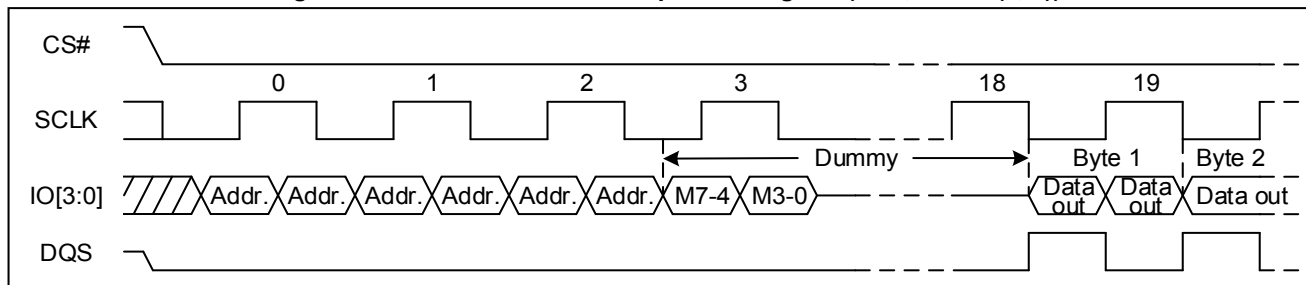 CS#
0 1 2 3 18 19
SCLK
Dummy Byte 1 Byte 2
IO[3:0] Addr. Addr. Addr. Addr. Addr. Addr. M7-4 M3-0 Data out Data out Data out
DQS